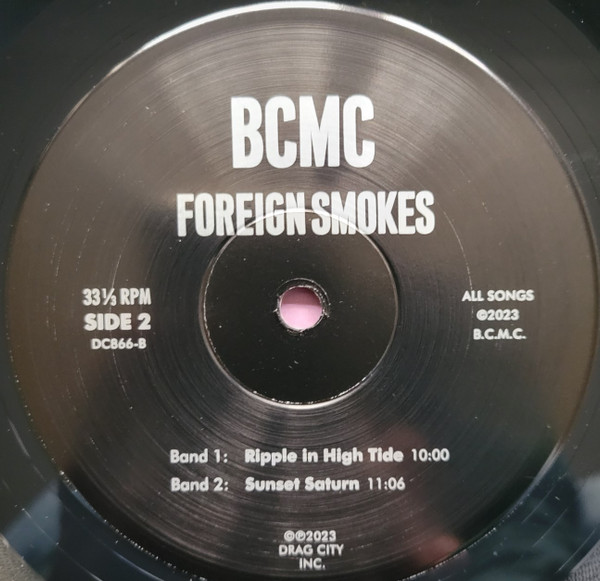 BCMC
FOREIGN SMOKES
33⅓ RPM
SIDE 2
DC866-B
ALL SONGS
©2023
B.C.M.C.
Band 1: Ripple in High Tide 10:00
Band 2: Sunset Saturn 11:06
©℗2023
DRAG CITY
INC.